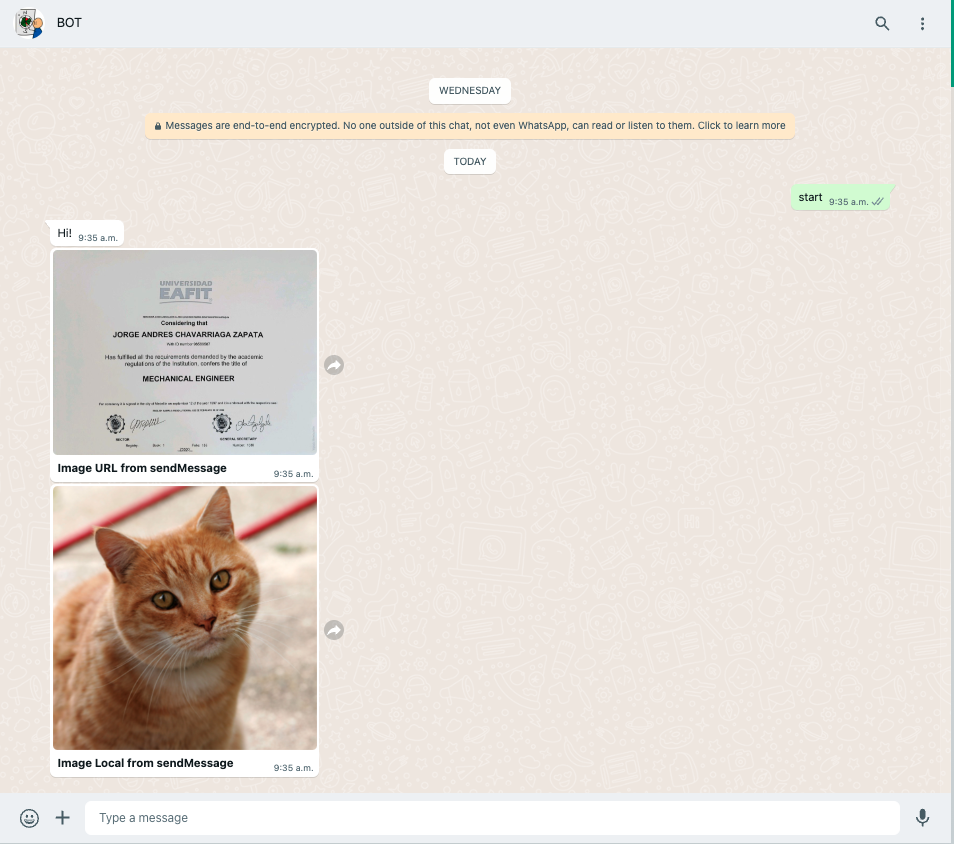 BOT
WEDNESDAY
Messages are end-to-end encrypted. No one outside of this chat, not even WhatsApp, can read or listen to them. Click to learn more
TODAY
start 9:35 a.m.
Hi! 9:35 a.m.
UNIVERSIDAD
EAFIT
Considering that
JORGE ANDRES CHAVARRIAGA ZAPATA
Has fulfilled all the requirements demanded by the academic
regulations of the institution, confers the title of
MECHANICAL ENGINEER
RECTOR
GENERAL SECRETARY
Image URL from sendMessage 9:35 a.m.
Image Local from sendMessage 9:35 a.m.
Type a message